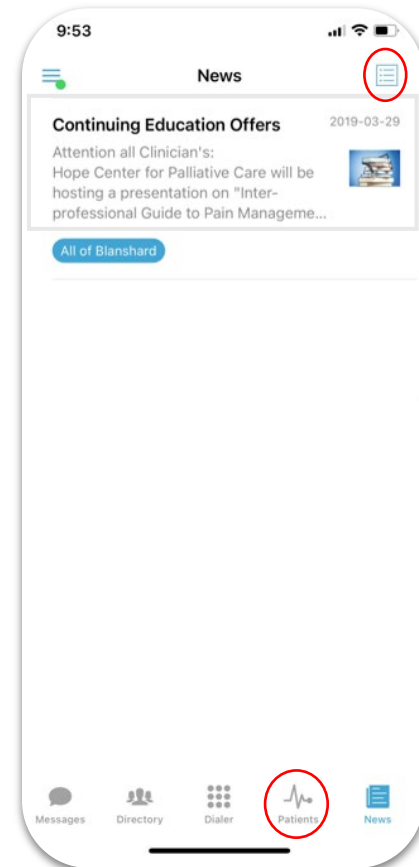 9:53
News
Continuing Education Offers 2019-03-29
Attention all Clinician's:
Hope Center for Palliative Care will be
hosting a presentation on "Inter-
professional Guide to Pain Manageme...
All of Blanshard
Messages Directory Dialer Patients News